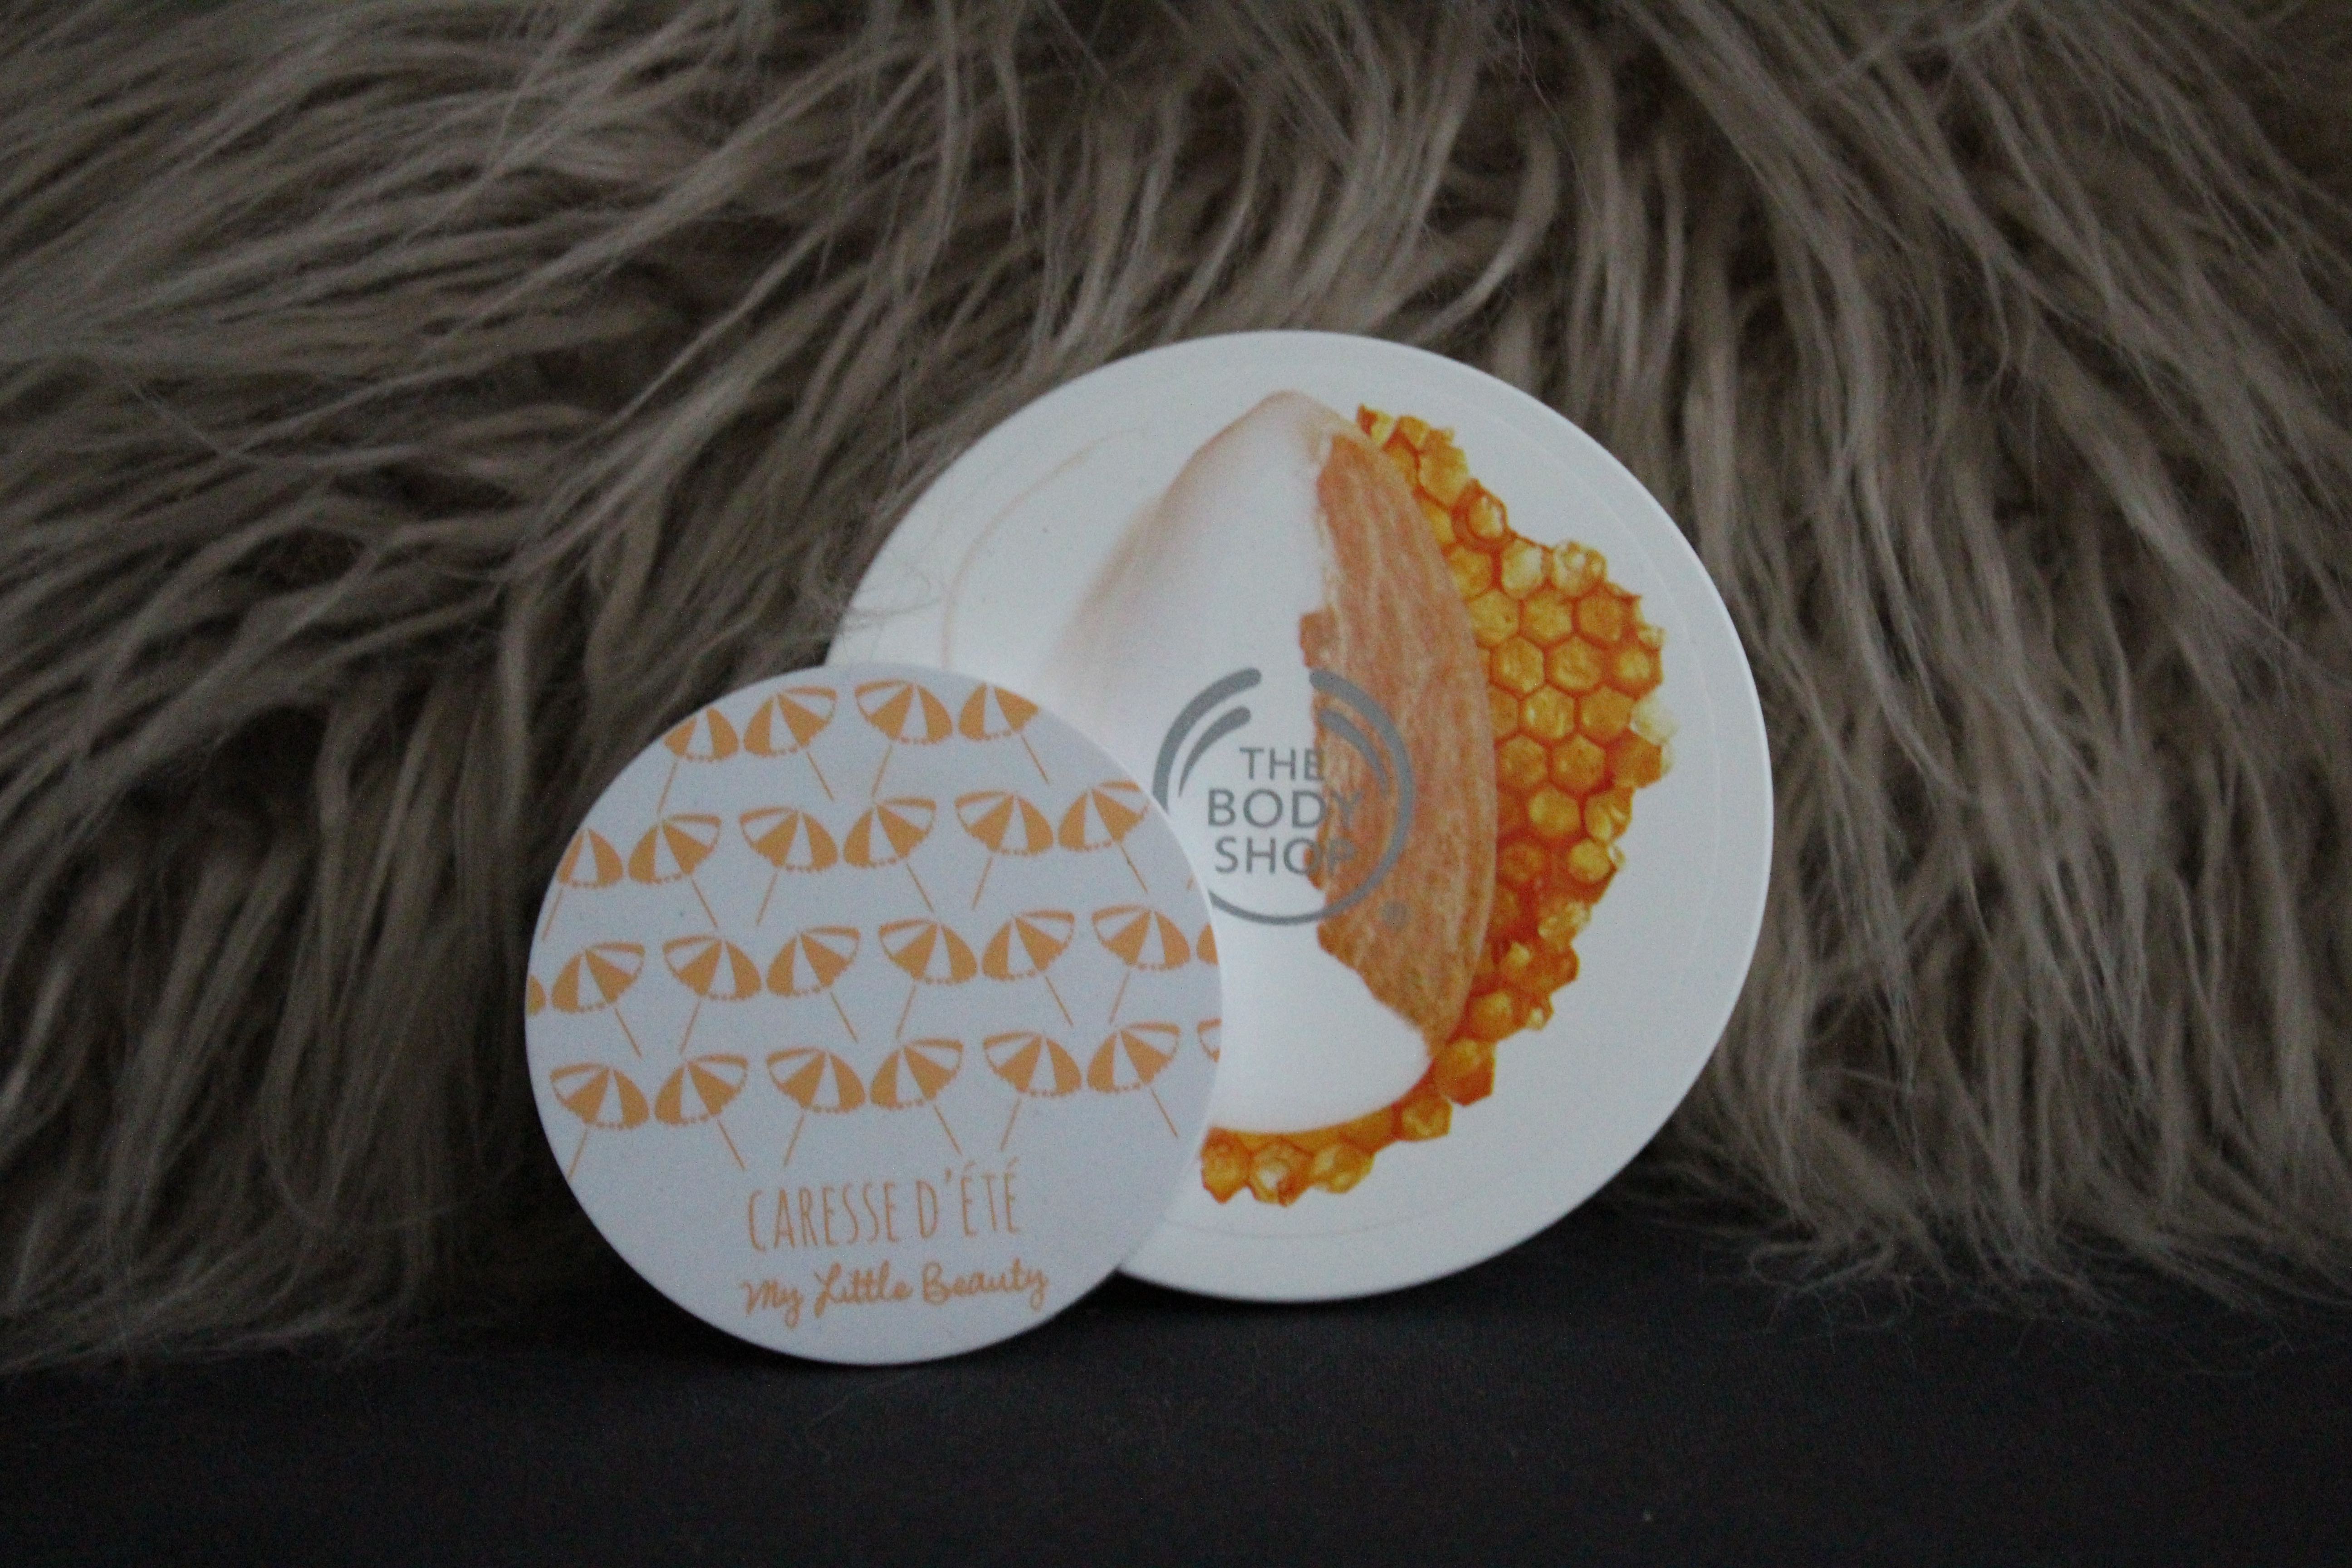 THE
BODY
SHOP
CARESSE D'ÉTÉ
My Little Beauty